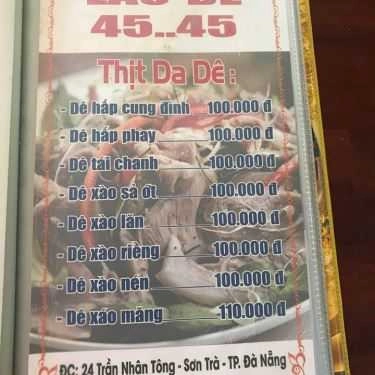 LẨU DÊ
45..45
Thịt Da Dê :
- Dê hấp cung đình 100.000 đ
- Dê hấp phay 100.000 đ
- Dê tái chanh 100.000 đ
- Dê xào sả ớt 100.000 đ
- Dê xào lăn 100.000 đ
- Dê xào riềng 100.000 đ
- Dê xào nén 100.000 đ
- Dê xào măng 110.000 đ
ĐC: 24 Trần Nhân Tông - Sơn Trà - TP. Đà Nẵng